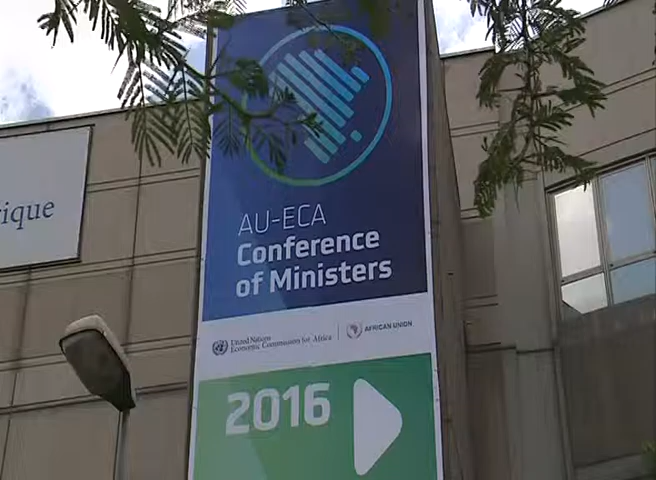 rique
AU-ECA
Conference
of Ministers
United Nations
Economic Commission for Africa
AFRICAN UNION
2016